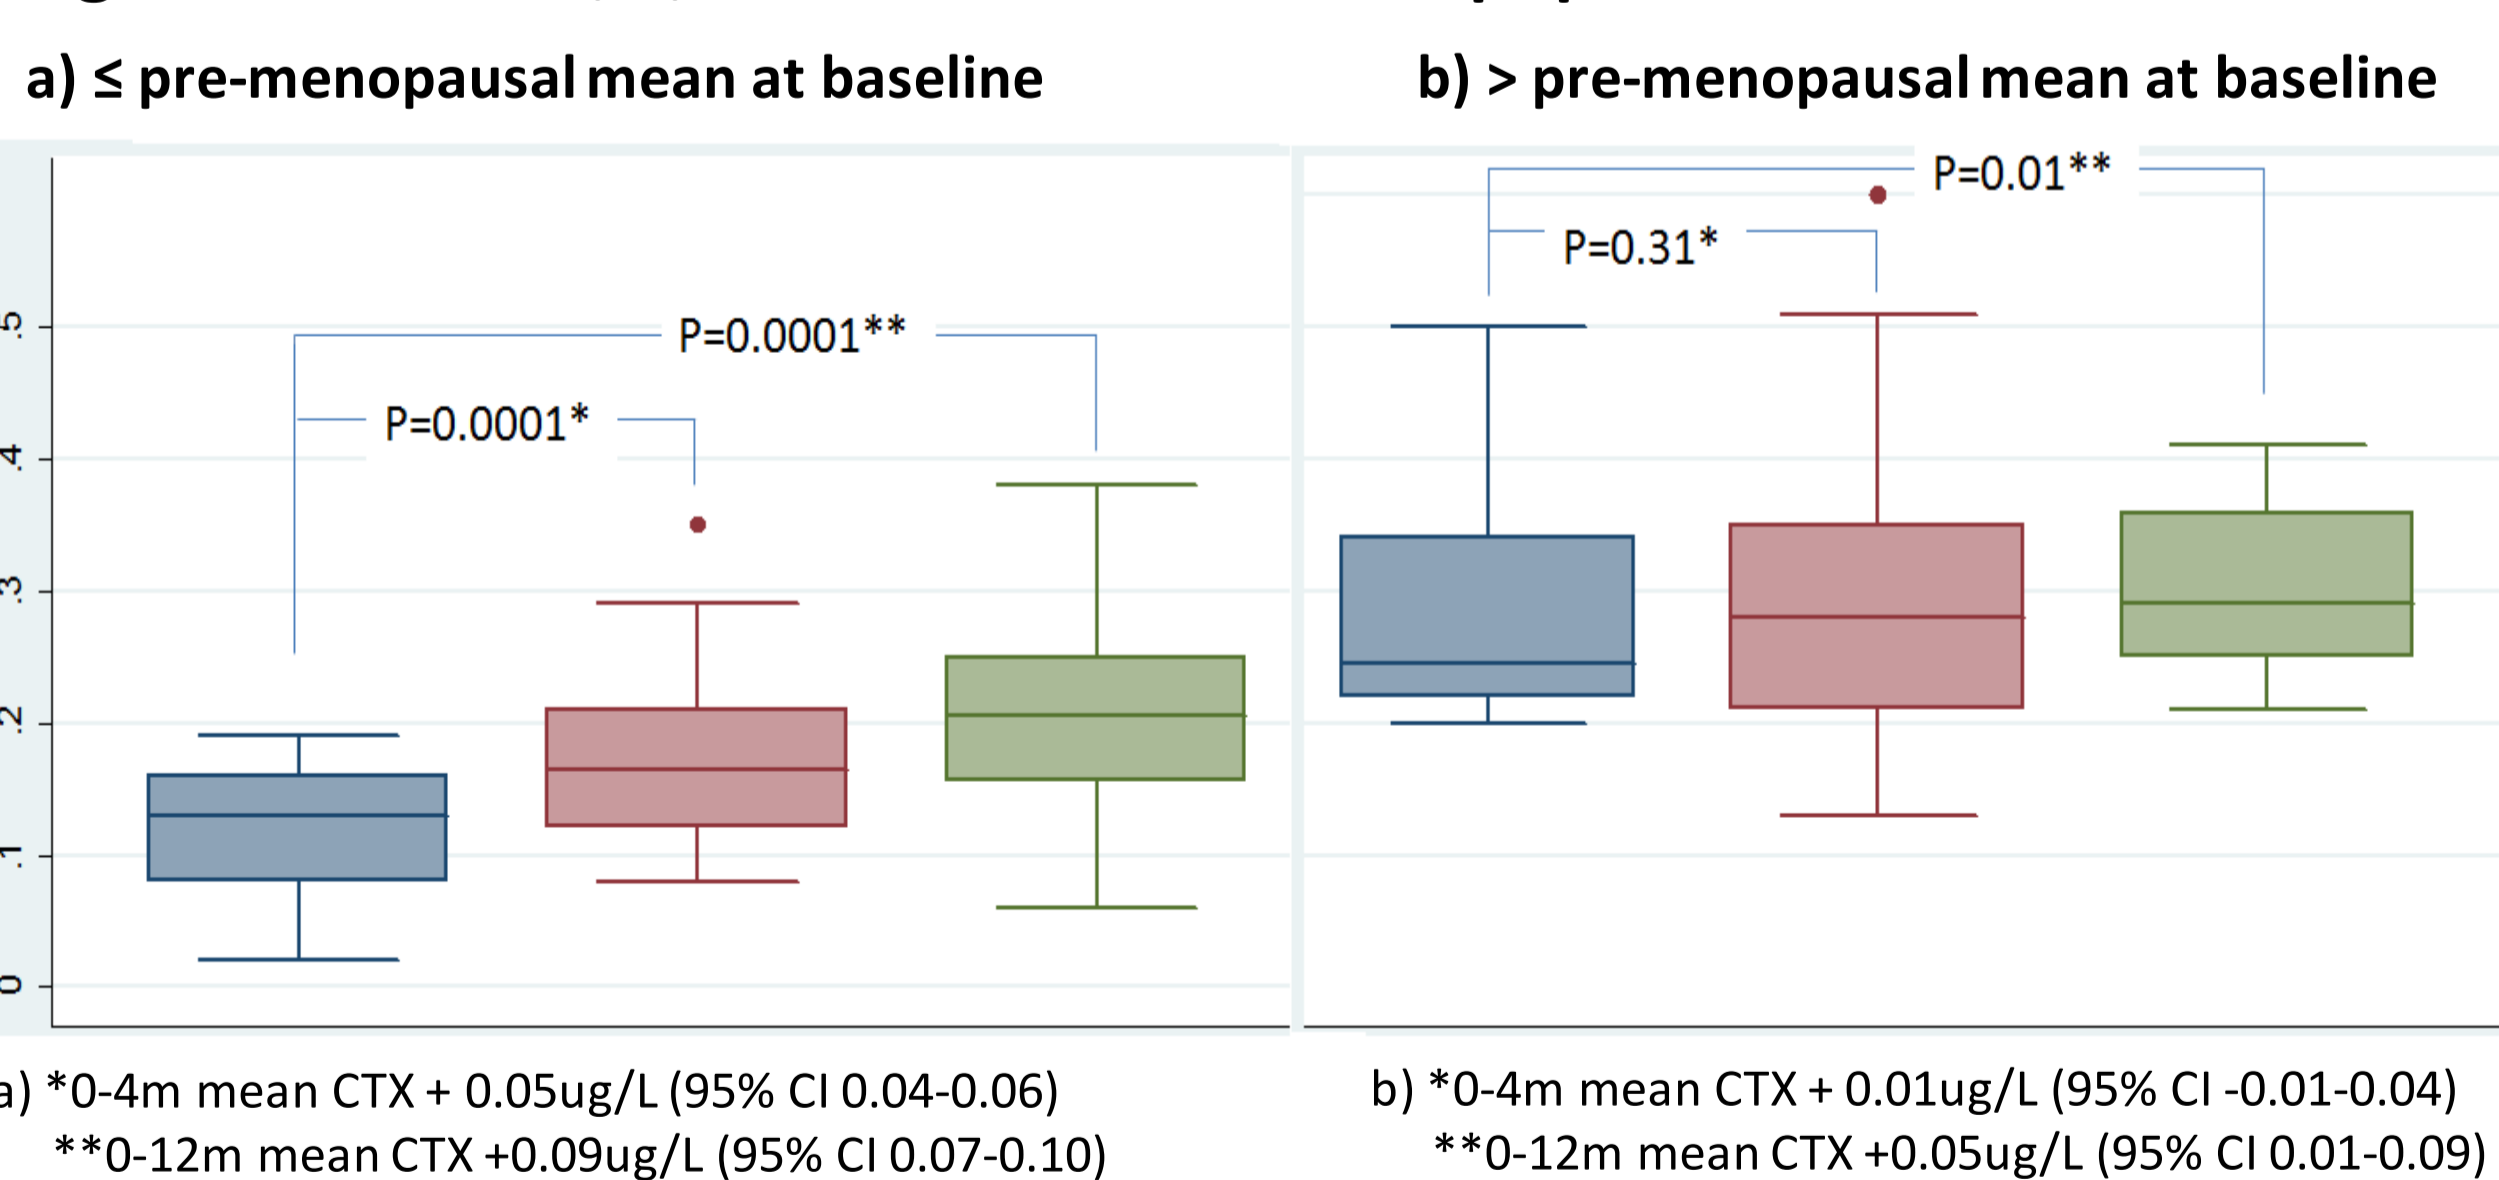 a) ≤ pre-menopausal mean at baseline
b) > pre-menopausal mean at baseline
P=0.01**
P=0.31*
P=0.0001**
P=0.0001*
.5
.4
.3
.2
.1
0
a) *0-4m mean CTX+ 0.05ug/L (95% CI 0.04-0.06)
**0-12m mean CTX +0.09ug/L (95% CI 0.07-0.10)
b) *0-4m mean CTX + 0.01ug/L (95% CI -0.01-0.04)
**0-12m mean CTX +0.05ug/L (95% CI 0.01-0.09)